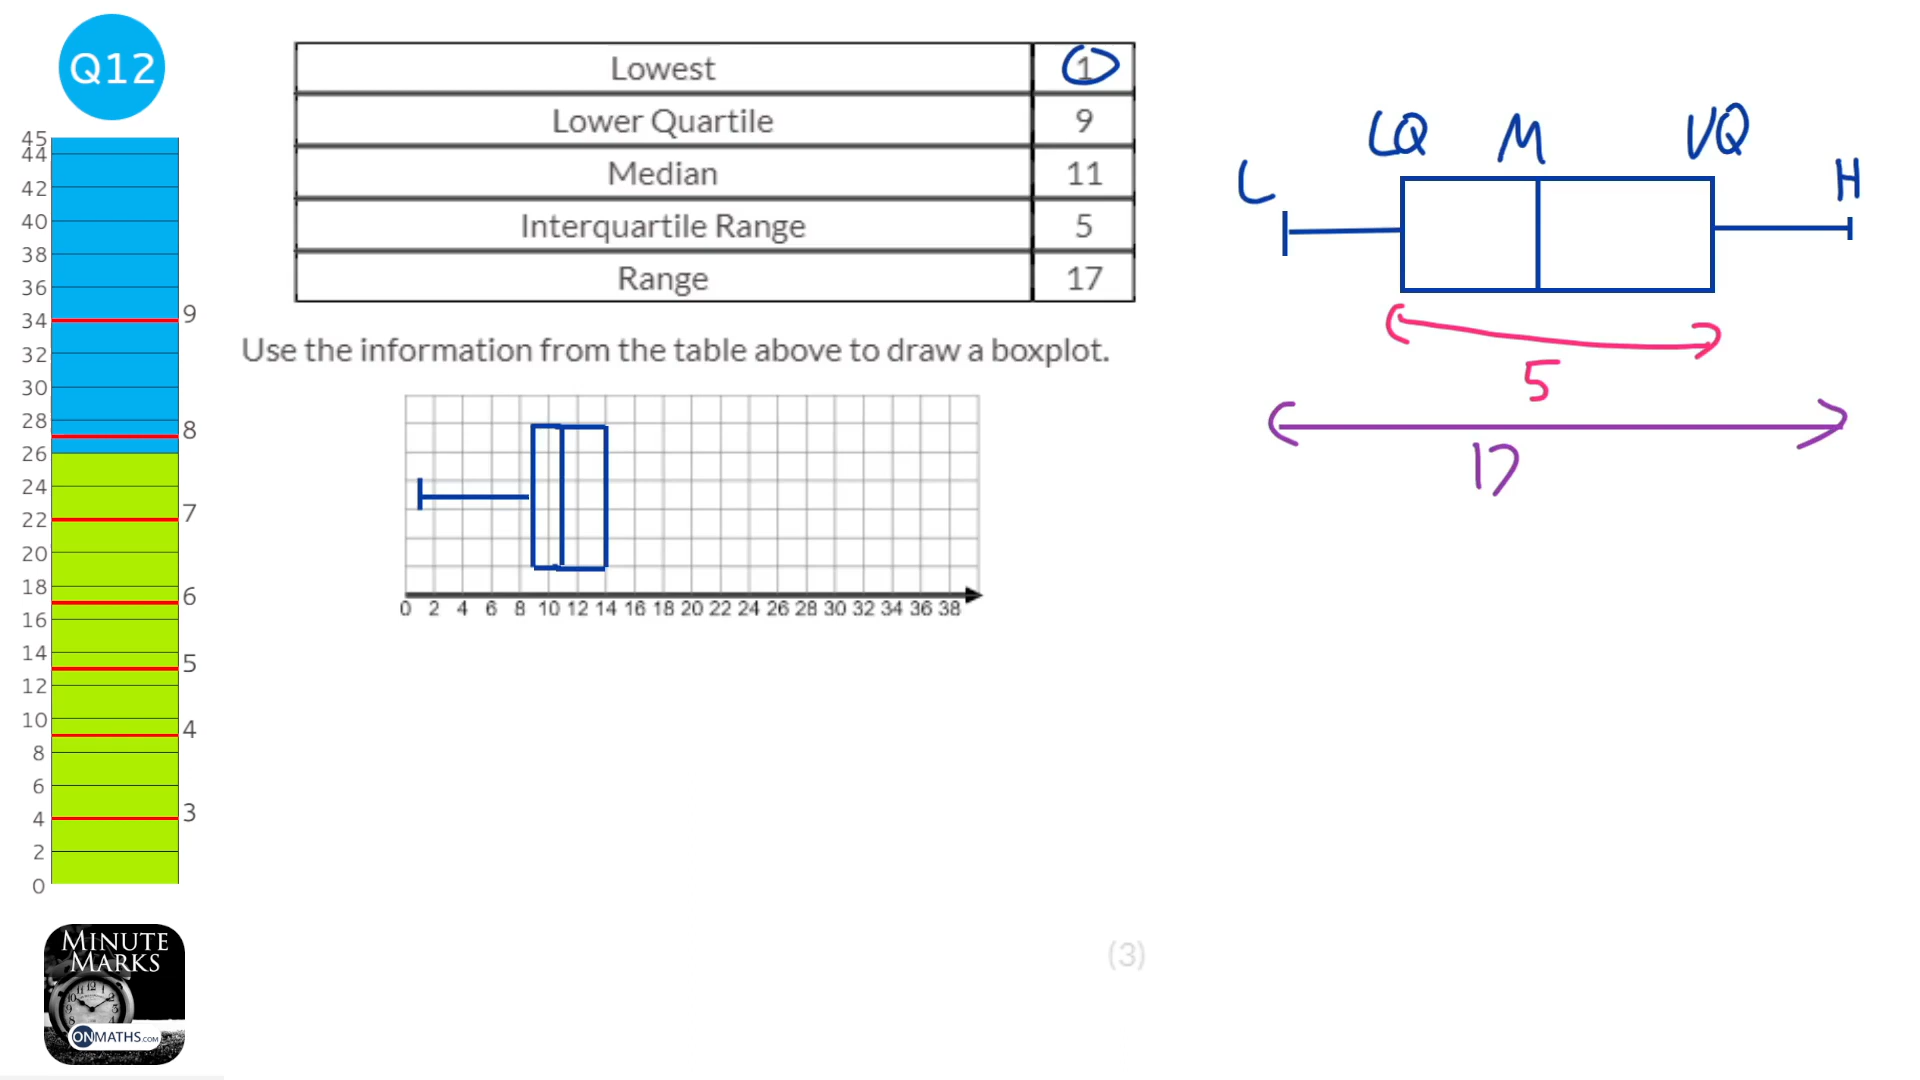 Q12
Lowest 1
Lower Quartile 9
Median 11
Interquartile Range 5
Range 17
Use the information from the table above to draw a boxplot.
0 2 4 6 8 10 12 14 16 18 20 22 24 26 28 30 32 34 36 38
L LQ M UQ H
5
17
45
44
42
40
38
36
34 9
32
30
28 8
26
24
22 7
20
18 6
16
14 5
12
10 4
8
6
4 3
2
0
(3)
MINUTE
MARKS
ONMATHS.COM